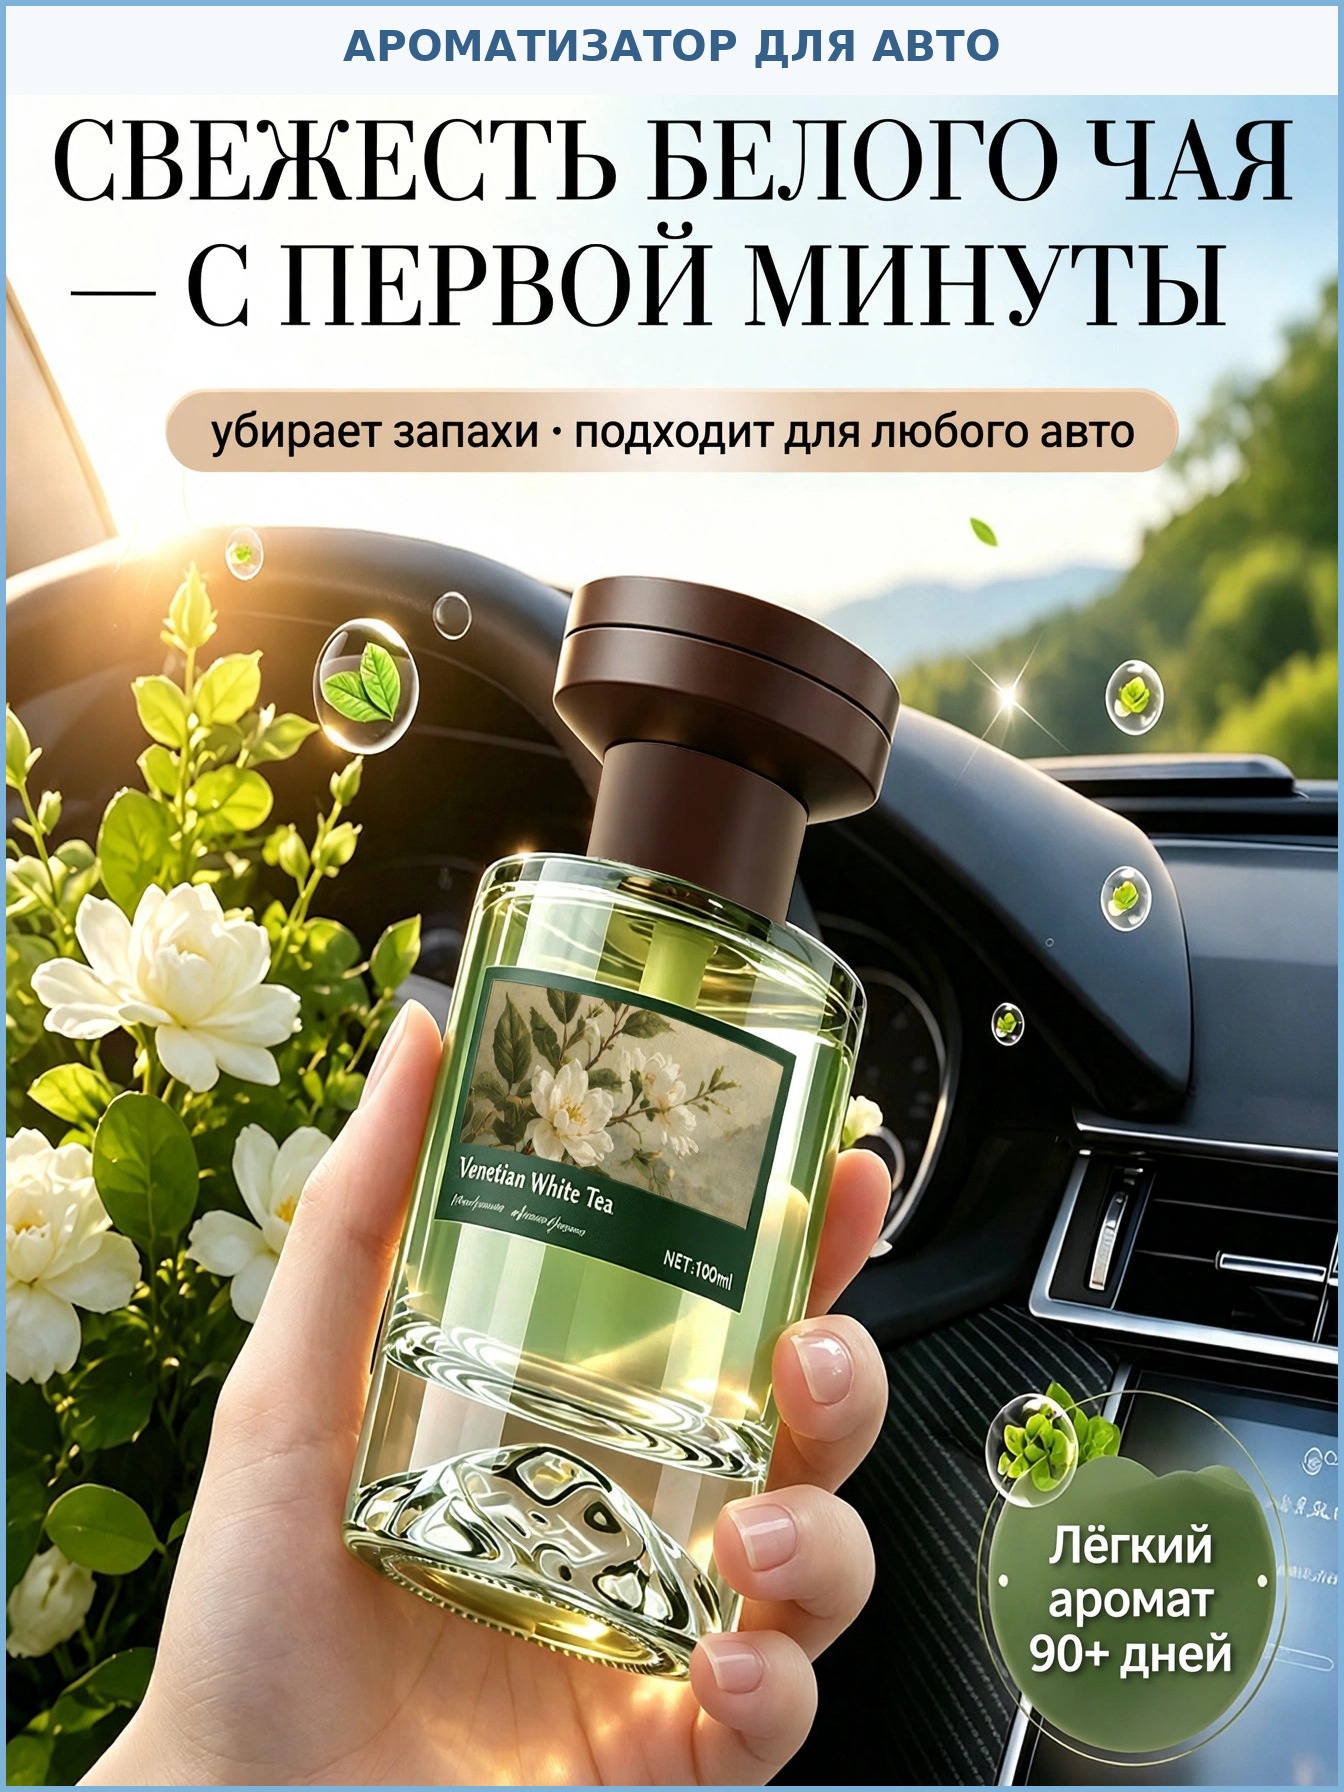 АРОМАТИЗАТОР ДЛЯ АВТО
СВЕЖЕСТЬ БЕЛОГО ЧАЯ
— С ПЕРВОЙ МИНУТЫ
убирает запахи · подходит для любого авто
Venetian White Tea
NET:100ml
Лёгкий
аромат
90+ дней